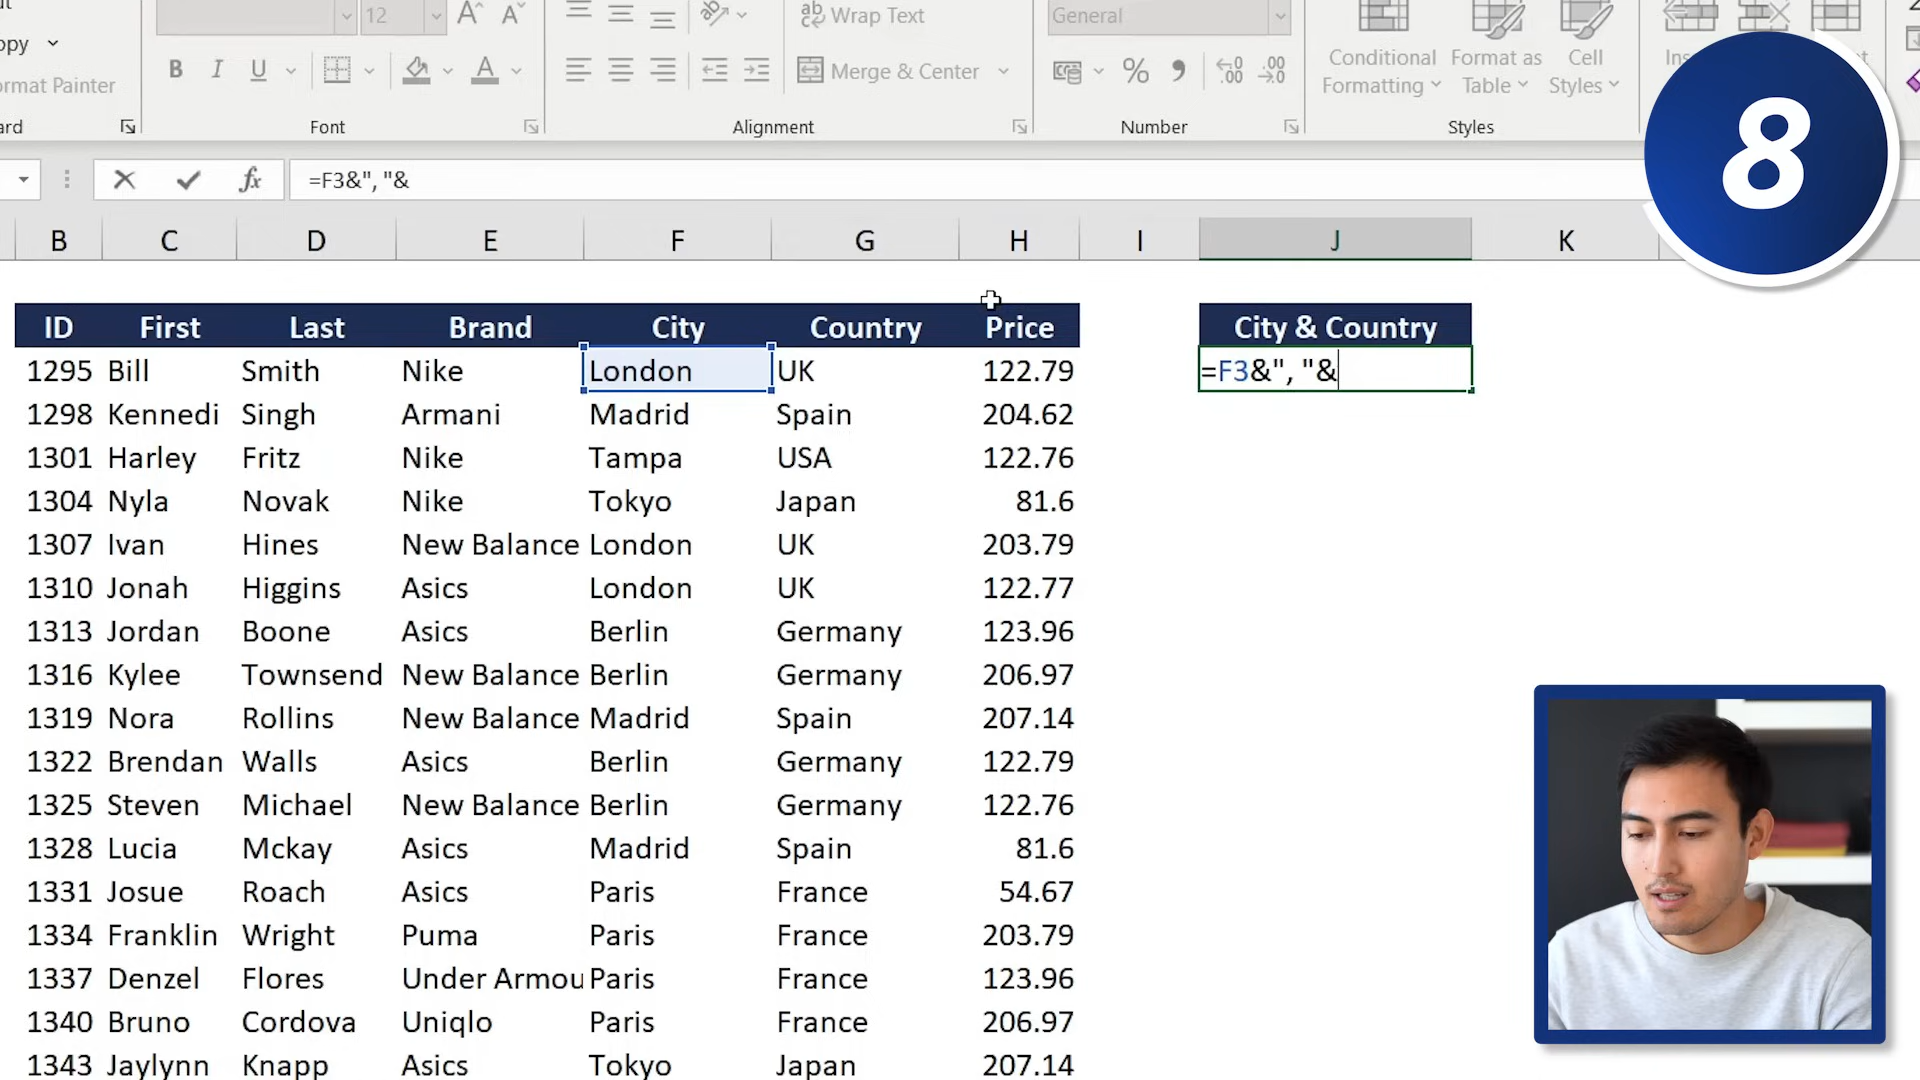 12
Wrap Text
General
opy
B I U
Merge & Center
Conditional Formatting
Format as Table
Cell Styles
rmat Painter
ard
Font
Alignment
Number
Styles
8
fx
=F3&", "&
B C D E F G H I J K
ID First Last Brand City Country Price City & Country
1295 Bill Smith Nike London UK 122.79 =F3&", "&
1298 Kennedi Singh Armani Madrid Spain 204.62
1301 Harley Fritz Nike Tampa USA 122.76
1304 Nyla Novak Nike Tokyo Japan 81.6
1307 Ivan Hines New Balance London UK 203.79
1310 Jonah Higgins Asics London UK 122.77
1313 Jordan Boone Asics Berlin Germany 123.96
1316 Kylee Townsend New Balance Berlin Germany 206.97
1319 Nora Rollins New Balance Madrid Spain 207.14
1322 Brendan Walls Asics Berlin Germany 122.79
1325 Steven Michael New Balance Berlin Germany 122.76
1328 Lucia Mckay Asics Madrid Spain 81.6
1331 Josue Roach Asics Paris France 54.67
1334 Franklin Wright Puma Paris France 203.79
1337 Denzel Flores Under Armou Paris France 123.96
1340 Bruno Cordova Uniqlo Paris France 206.97
1343 Jaylynn Knapp Asics Tokyo Japan 207.14